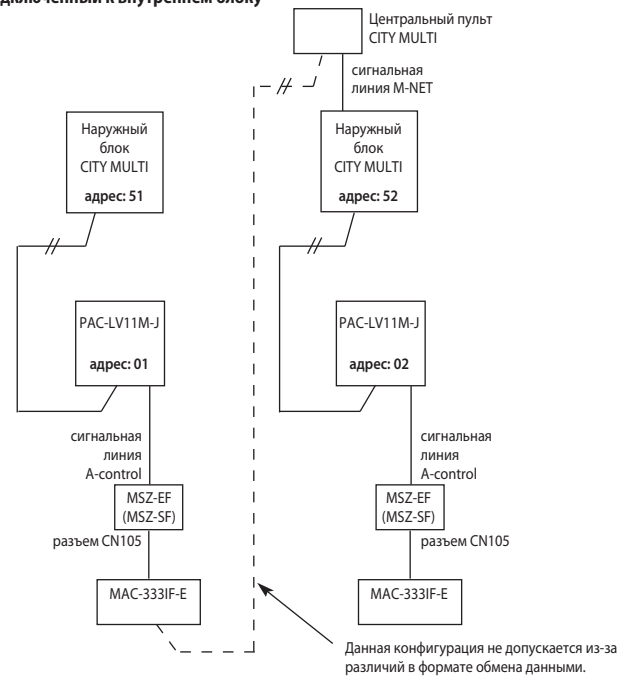 дключенный к внутреннем блоку
Центральный пульт
CITY MULTI
сигнальная
линия M-NET
Наружный
блок
CITY MULTI
адрес: 51
Наружный
блок
CITY MULTI
адрес: 52
PAC-LV11M-J
адрес: 01
PAC-LV11M-J
адрес: 02
сигнальная
линия
A-control
сигнальная
линия
A-control
MSZ-EF
(MSZ-SF)
MSZ-EF
(MSZ-SF)
разъем CN105
разъем CN105
MAC-333IF-E
MAC-333IF-E
Данная конфигурация не допускается из-за
различий в формате обмена данными.